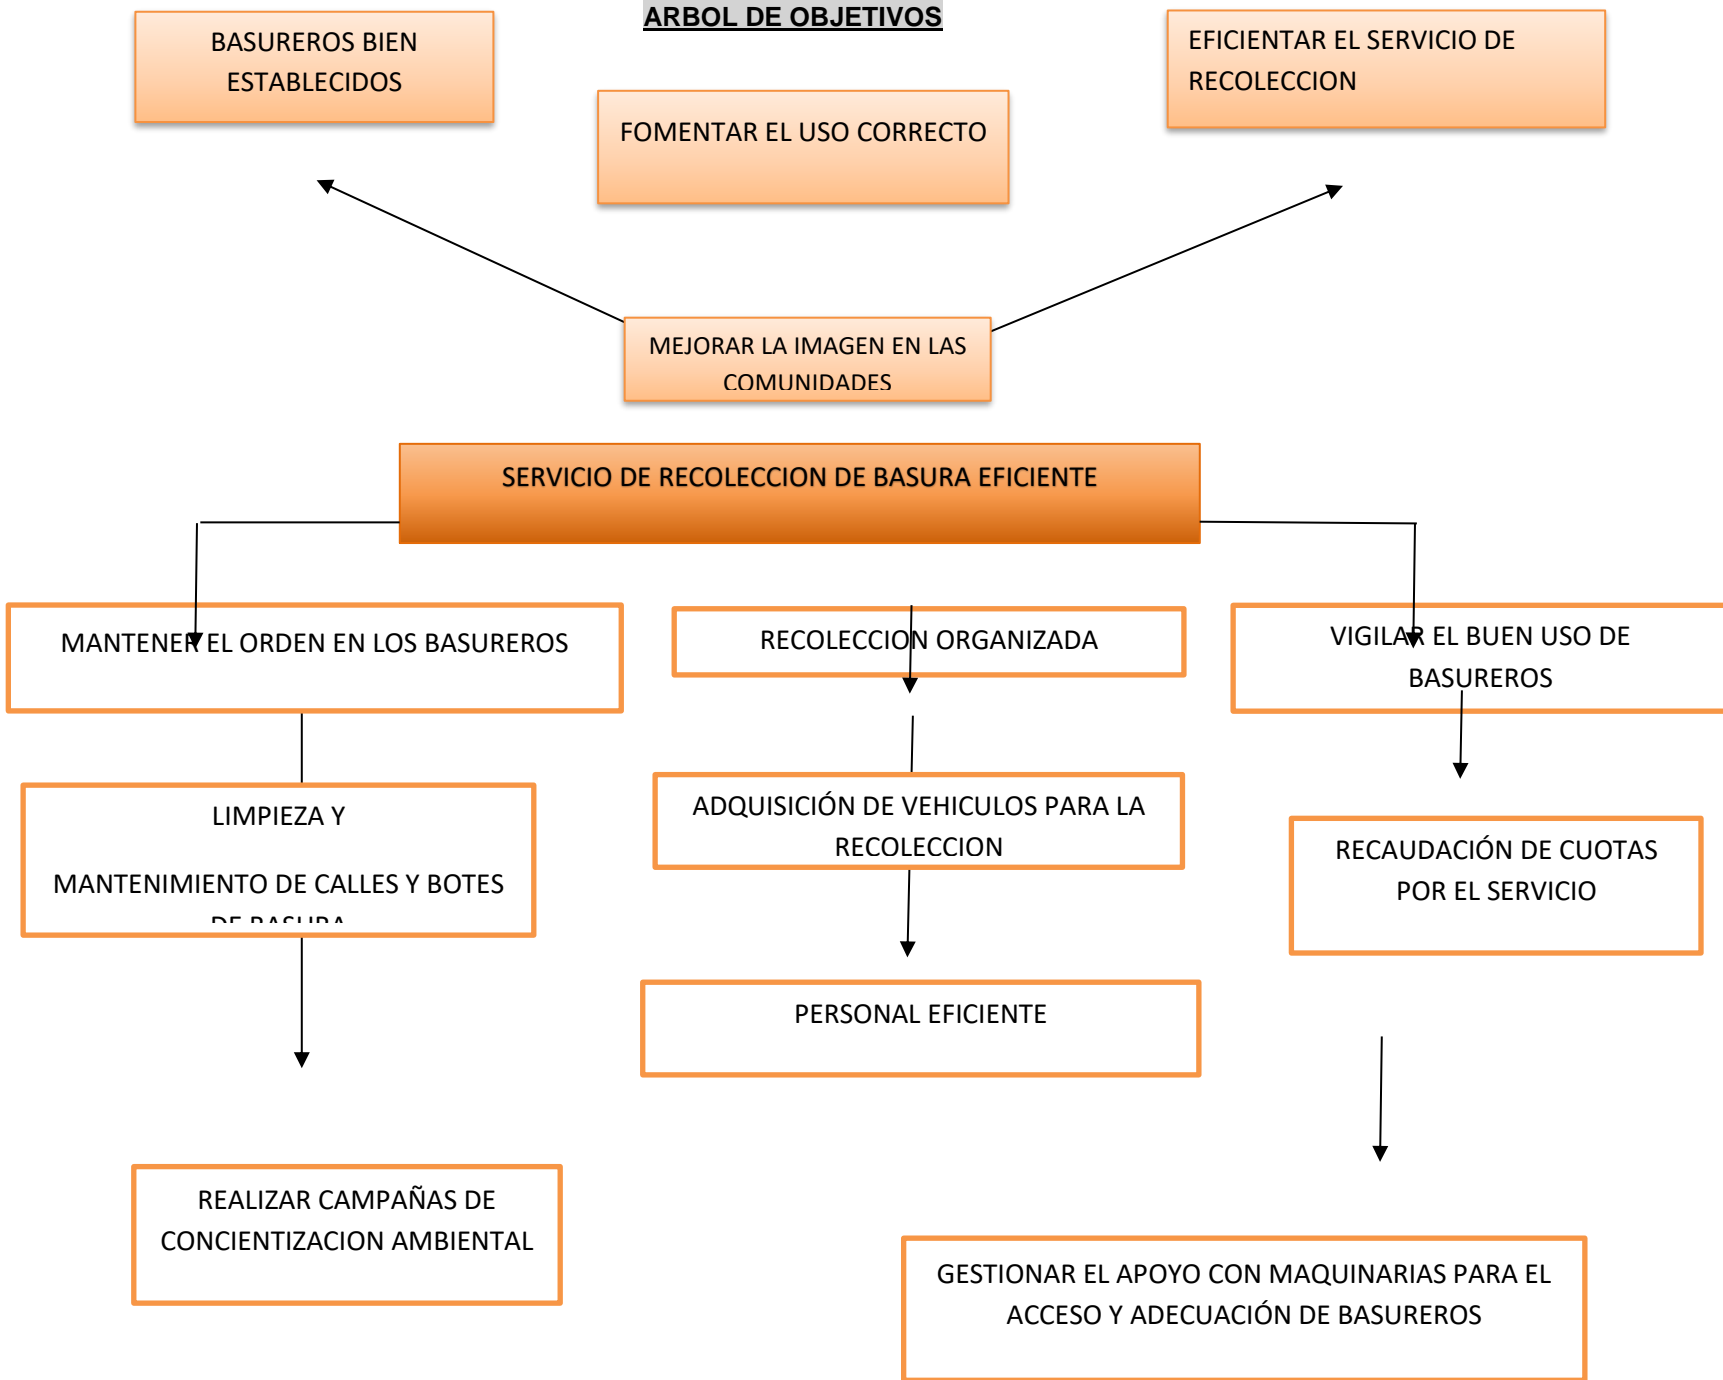 ARBOL DE OBJETIVOS
BASUREROS BIEN
ESTABLECIDOS
FOMENTAR EL USO CORRECTO
EFICIENTAR EL SERVICIO DE
RECOLECCION
MEJORAR LA IMAGEN EN LAS
COMUNIDADES
SERVICIO DE RECOLECCION DE BASURA EFICIENTE
MANTENER EL ORDEN EN LOS BASUREROS
RECOLECCION ORGANIZADA
VIGILAR EL BUEN USO DE
BASUREROS
LIMPIEZA Y
MANTENIMIENTO DE CALLES Y BOTES
DE BASURA
ADQUISICIÓN DE VEHICULOS PARA LA
RECOLECCION
RECAUDACIÓN DE CUOTAS
POR EL SERVICIO
PERSONAL EFICIENTE
REALIZAR CAMPAÑAS DE
CONCIENTIZACION AMBIENTAL
GESTIONAR EL APOYO CON MAQUINARIAS PARA EL
ACCESO Y ADECUACIÓN DE BASUREROS